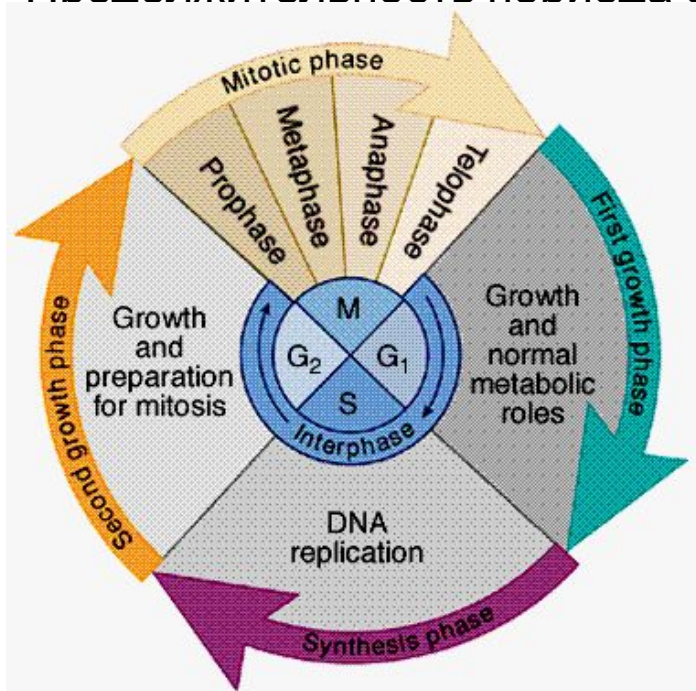 Mitotic phase
Prophase
Metaphase
Anaphase
Telophase
First growth phase
Growth
and
normal
metabolic
roles
Growth
and
preparation
for mitosis
M
G₂
G₁
S
Interphase
Second growth phase
DNA
replication
Synthesis phase